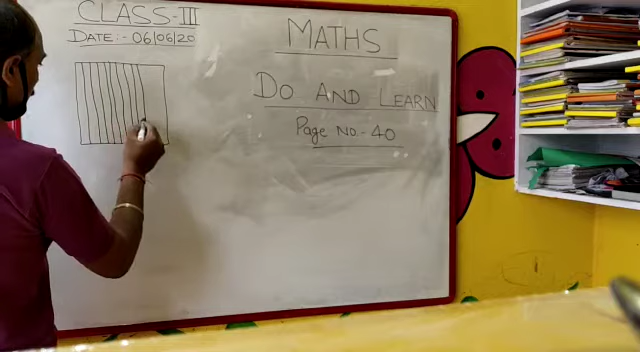 CLASS-III
DATE:- 06/06/20
MATHS
DO AND LEARN
Page No.- 40